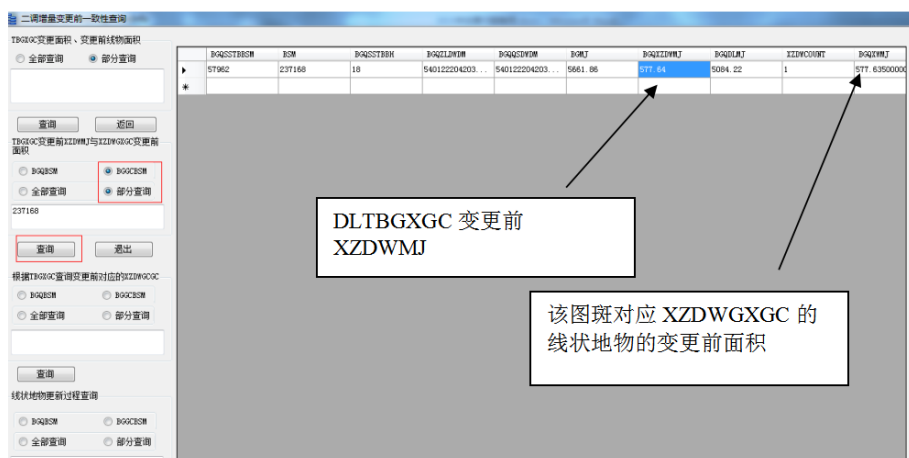 二调增量变更前一致性查询
TBGXGC变更面积、变更前线物面积
全部查询 部分查询
查询 返回
TBGXGC变更前XZDWMJ与XZDWGXGC变更前
面积
BGQBSM BGGCBSM
全部查询 部分查询
237168
查询 退出
根据TBGXGC查询变更前对应的XZDWGCGC
BGQBSM BGGCBSM
全部查询 部分查询
查询
线状地物更新过程查询
BGQBSM BGGCBSM
全部查询 部分查询
BGQSTBBSM BSM BGQSSTBBH BGQZLDWDM BGQQSDWDM BGMJ BGQXZDWMJ BGQDLMJ XZDWCOUNT BGQXWMJ
57962 237168 18 540122204203... 540122204203... 5661.86 577.64 5084.22 1 577.63500000
DLTBGXGC 变更前
XZDWMJ
该图斑对应 XZDWGXGC 的
线状地物的变更前面积